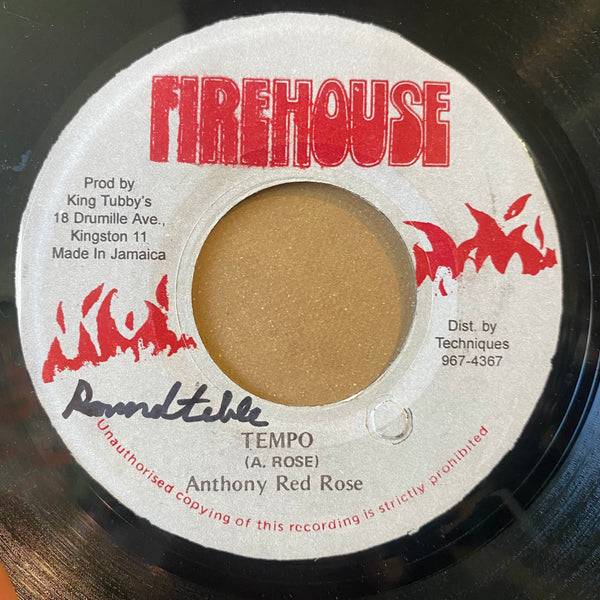 FIREHOUSE
Prod by
King Tubby's
18 Drumille Ave.,
Kingston 11
Made In Jamaica
Dist. by
Techniques
967-4367
Roundtable
TEMPO
(A. ROSE)
Anthony Red Rose
Unauthorised copying of this recording is strictly prohibited